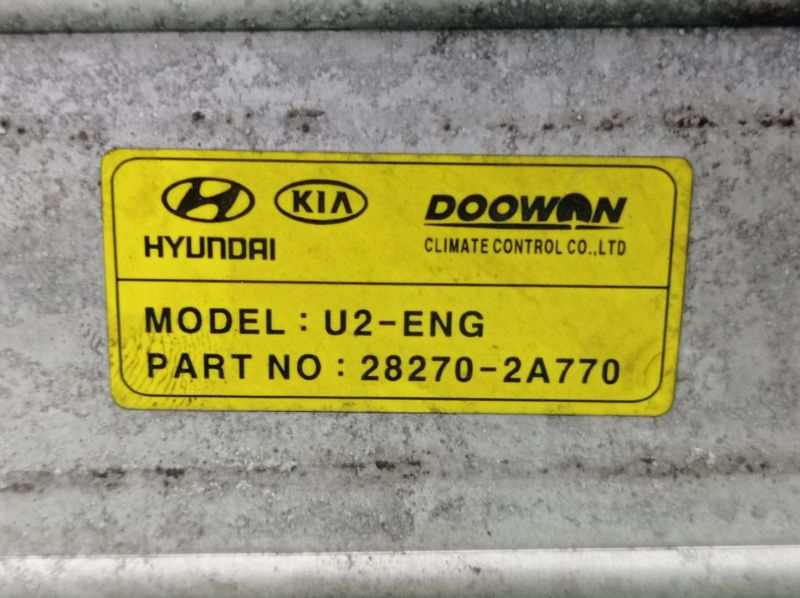 KIA DOOWON
HYUNDAI CLIMATE CONTROL CO.,LTD
MODEL : U2-ENG
PART NO : 28270-2A770